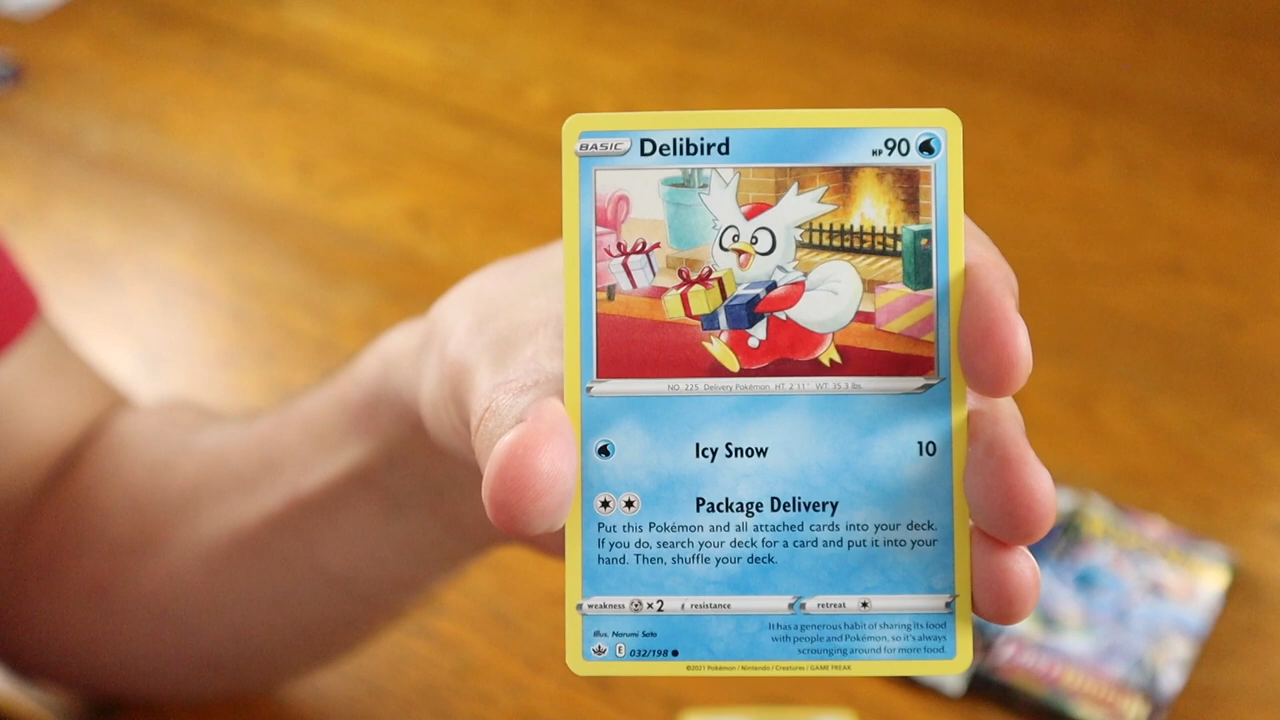 BASIC Delibird HP 90
NO. 225 Delivery Pokémon HT. 2'11" WT. 35.3 lbs.
Icy Snow 10
Package Delivery
Put this Pokémon and all attached cards into your deck.
If you do, search your deck for a card and put it into your
hand. Then, shuffle your deck.
weakness ×2 resistance retreat
It has a generous habit of sharing its food
with people and Pokémon, so it's always
scrounging around for more food.
Illus. Narumi Sato
E 032/198
©2021 Pokémon / Nintendo / Creatures / GAME FREAK